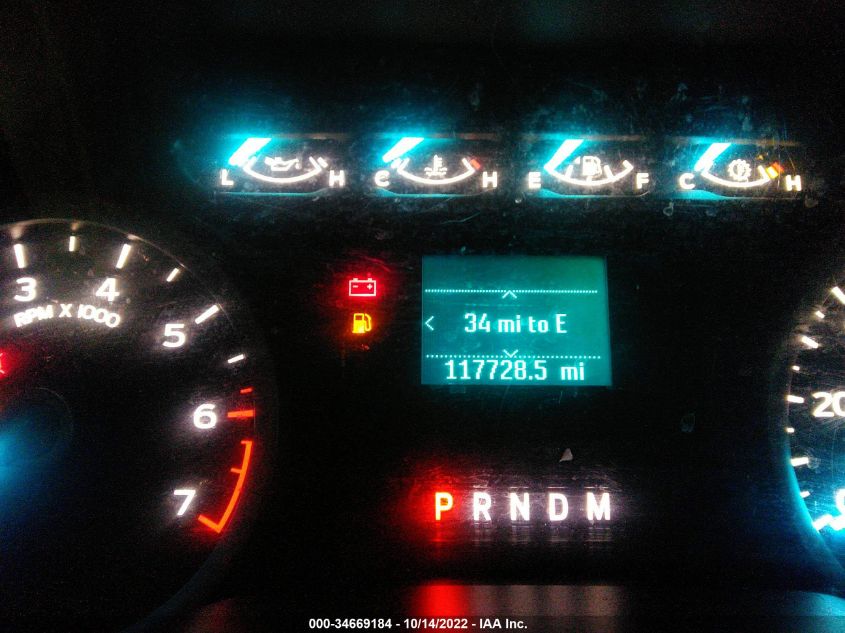 L H C H E F C H
3 4 5 6 7
RPM X 1000
34 mi to E
117728.5 mi
20
0
P R N D M
000-34669184 - 10/14/2022 - IAA Inc.